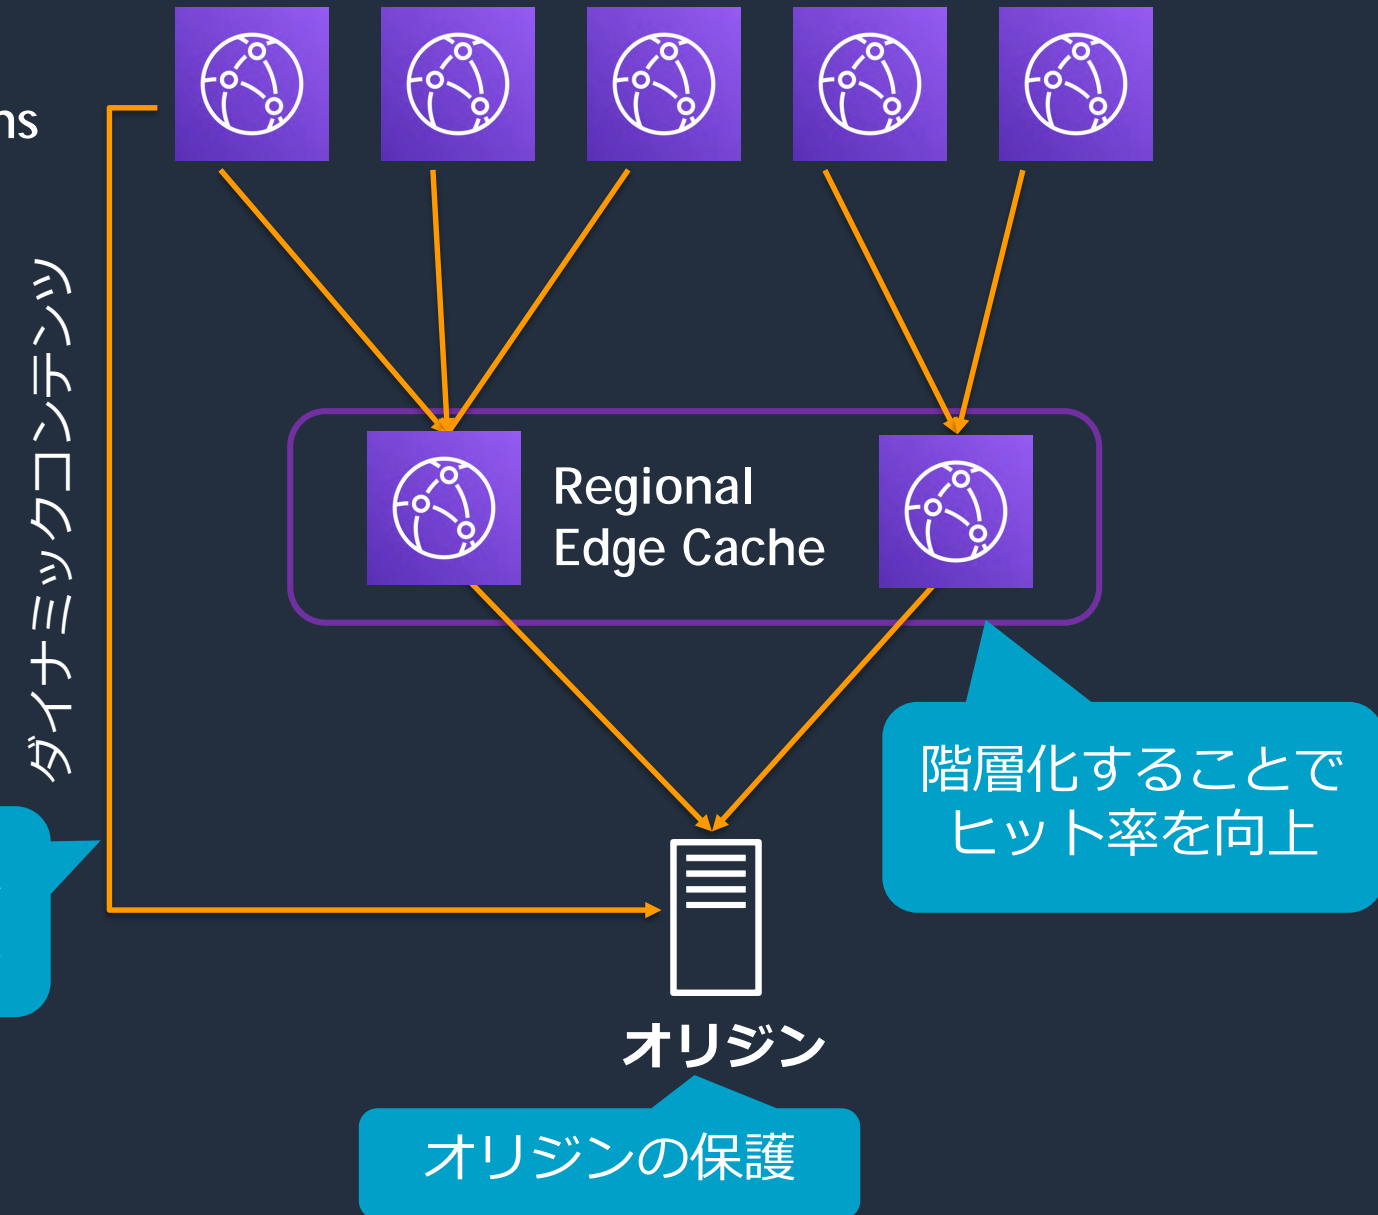 ns
ダイナミックコンテンツ
Regional
Edge Cache
階層化することで
ヒット率を向上
オリジン
オリジンの保護